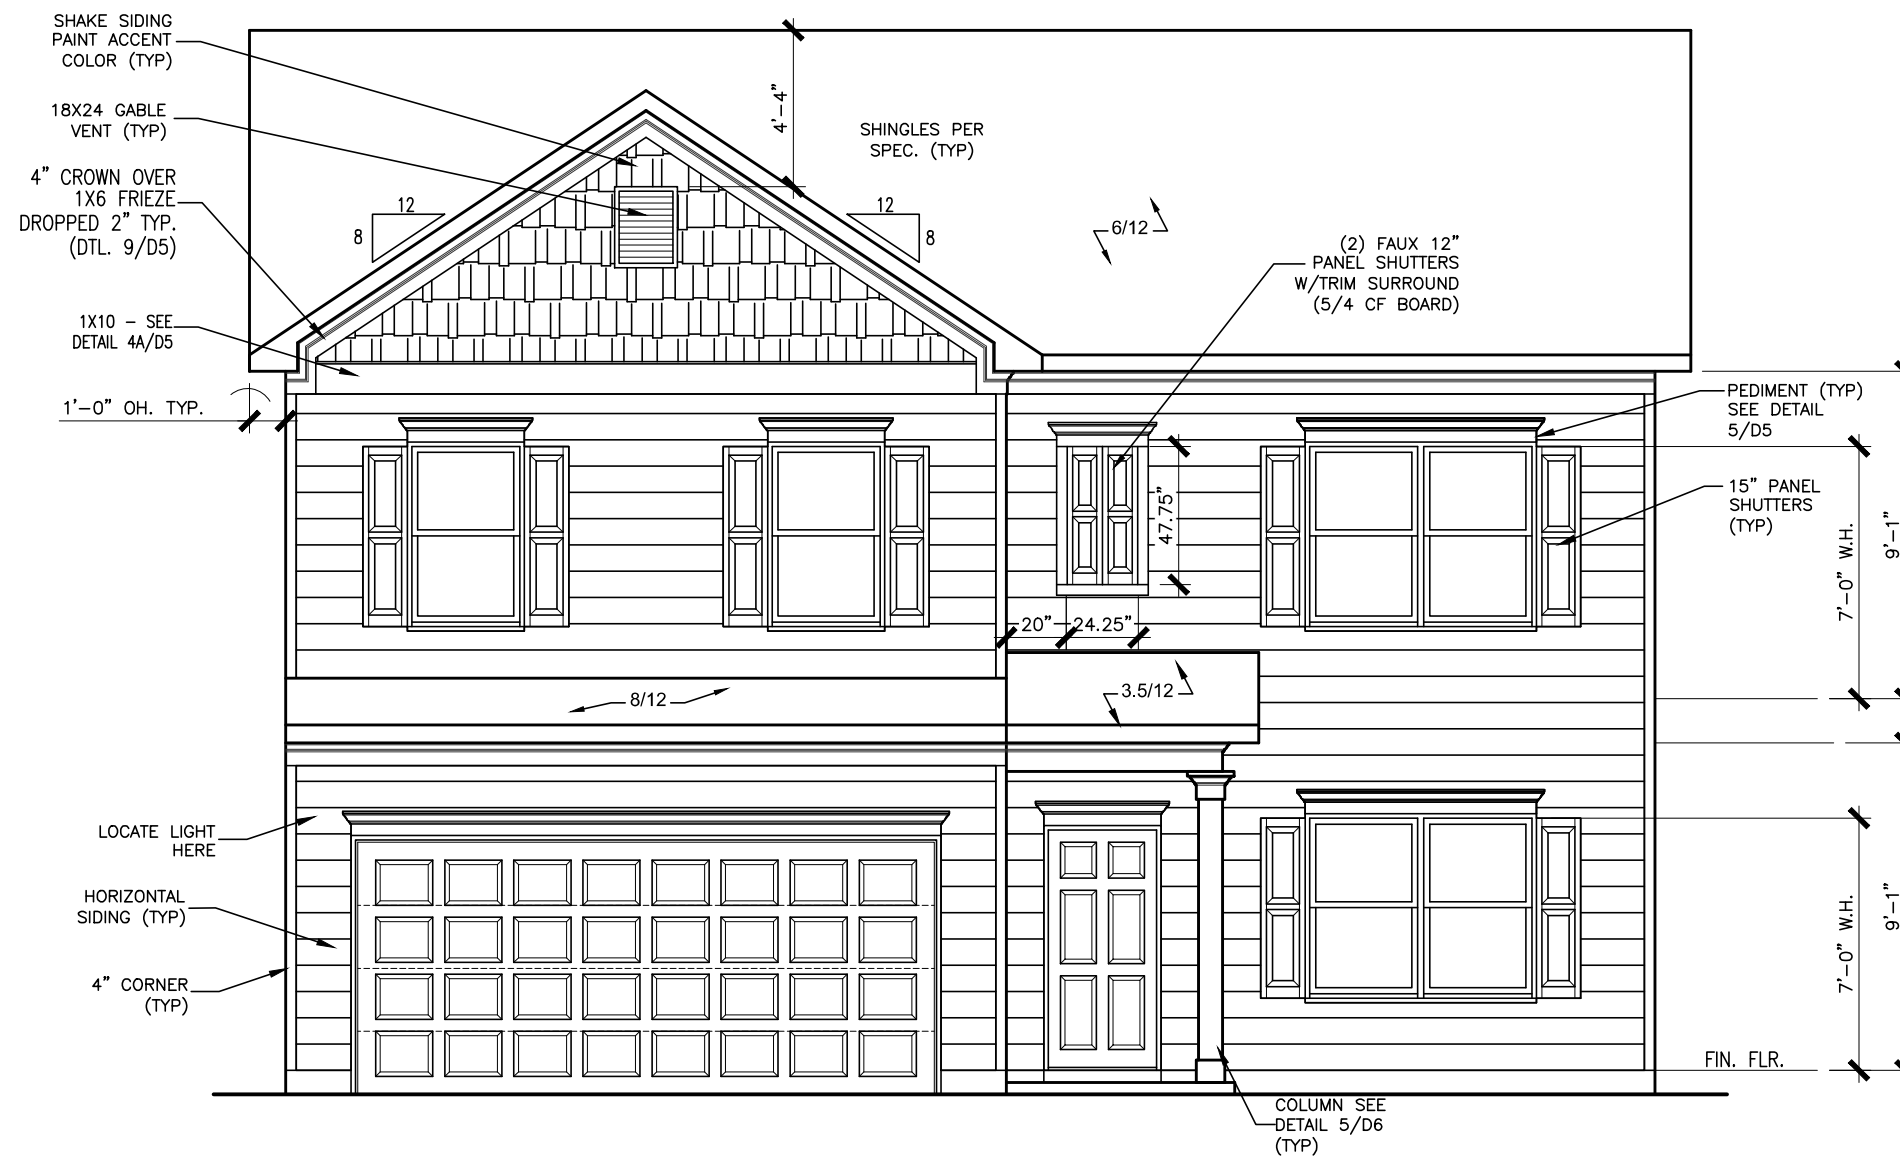 SHAKE SIDING
PAINT ACCENT
COLOR (TYP)
18X24 GABLE
VENT (TYP)
4” CROWN OVER
1X6 FRIEZE
DROPPED 2” TYP.
(DTL. 9/D5)
1X10 – SEE
DETAIL 4A/D5
1’–0” OH. TYP.
12
8
12
8
4’–4”
SHINGLES PER
SPEC. (TYP)
6/12
(2) FAUX 12”
PANEL SHUTTERS
W/TRIM SURROUND
(5/4 CF BOARD)
PEDIMENT (TYP)
SEE DETAIL
5/D5
15” PANEL
SHUTTERS
(TYP)
47.75”
20”
24.25”
7’–0” W.H.
9’–1”
8/12
3.5/12
LOCATE LIGHT
HERE
HORIZONTAL
SIDING (TYP)
4” CORNER
(TYP)
7’–0” W.H.
9’–1”
FIN. FLR.
COLUMN SEE
DETAIL 5/D6
(TYP)